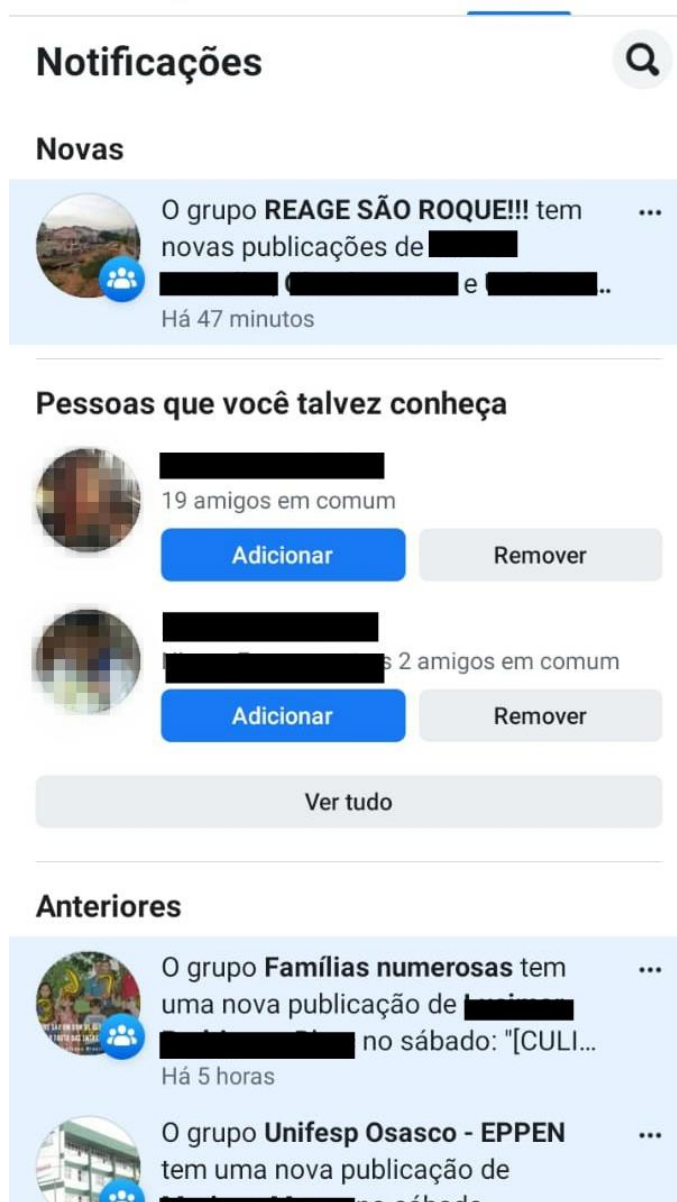 Notificações
Novas
O grupo REAGE SÃO ROQUE!!! tem
novas publicações de
e
..
Há 47 minutos
Pessoas que você talvez conheça
19 amigos em comum
Adicionar
Remover
s 2 amigos em comum
Adicionar
Remover
Ver tudo
Anteriores
O grupo Famílias numerosas tem
uma nova publicação de
no sábado: "[CULI...
Há 5 horas
O grupo Unifesp Osasco - EPPEN
tem uma nova publicação de
no sábado